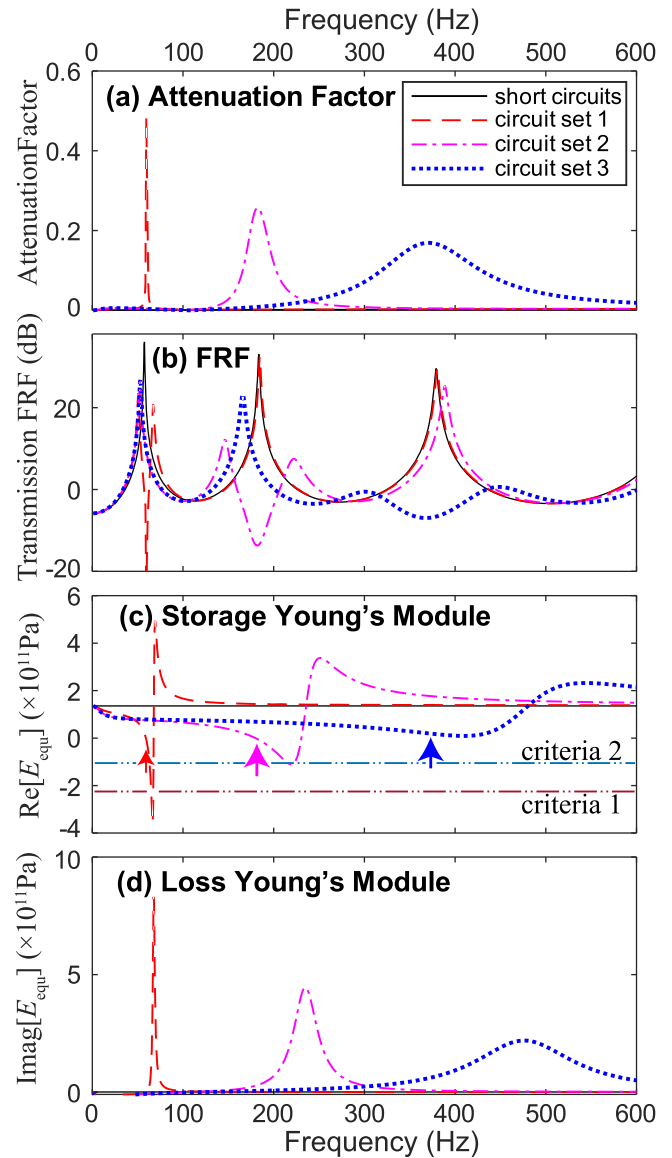 Frequency (Hz)
0 100 200 300 400 500 600
0.6
0.4
0.2
0
AttenuationFactor
(a) Attenuation Factor
short circuits
circuit set 1
circuit set 2
circuit set 3
20
0
-20
Transmission FRF (dB)
(b) FRF
6
4
2
0
-2
-4
Re[Eequ] (×10¹¹Pa)
(c) Storage Young's Module
criteria 2
criteria 1
10
5
0
Imag[Eequ] (×10¹¹Pa)
(d) Loss Young's Module
0 100 200 300 400 500 600
Frequency (Hz)